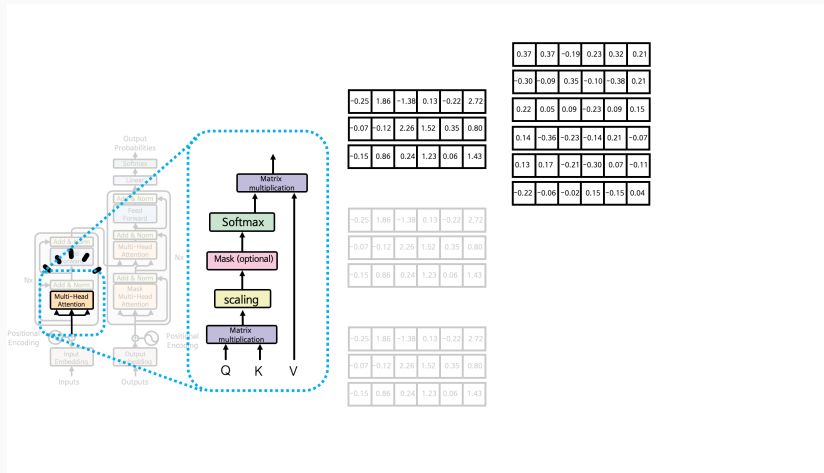 Output
Probabilities
Softmax
Linear
Add & Norm
Feed
Forward
Add & Norm
Multi-Head
Attention
Add & Norm
Mask
Multi-Head
Attention
Nx
Add & Norm
Nx
Add & Norm
Multi-Head
Attention
Positional
Encoding
Positional
Encoding
Input
Embedding
Output
Embedding
Inputs
Outputs
Matrix
multiplication
Softmax
Mask (optional)
scaling
Matrix
multiplication
Q K V
-0.25 1.86 -1.38 0.13 -0.22 2.72
-0.07 -0.12 2.26 1.52 0.35 0.80
-0.15 0.86 0.24 1.23 0.06 1.43
-0.25 1.86 -1.38 0.13 -0.22 2.72
-0.07 -0.12 2.26 1.52 0.35 0.80
-0.15 0.86 0.24 1.23 0.06 1.43
-0.25 1.86 -1.38 0.13 -0.22 2.72
-0.07 -0.12 2.26 1.52 0.35 0.80
-0.15 0.86 0.24 1.23 0.06 1.43
0.37 0.37 -0.19 0.23 0.32 0.21
-0.30 -0.09 0.35 -0.10 -0.38 0.21
0.22 0.05 0.09 -0.23 0.09 0.15
0.14 -0.36 -0.23 -0.14 0.21 -0.07
0.13 0.17 -0.21 -0.30 0.07 -0.11
-0.22 -0.06 -0.02 0.15 -0.15 0.04